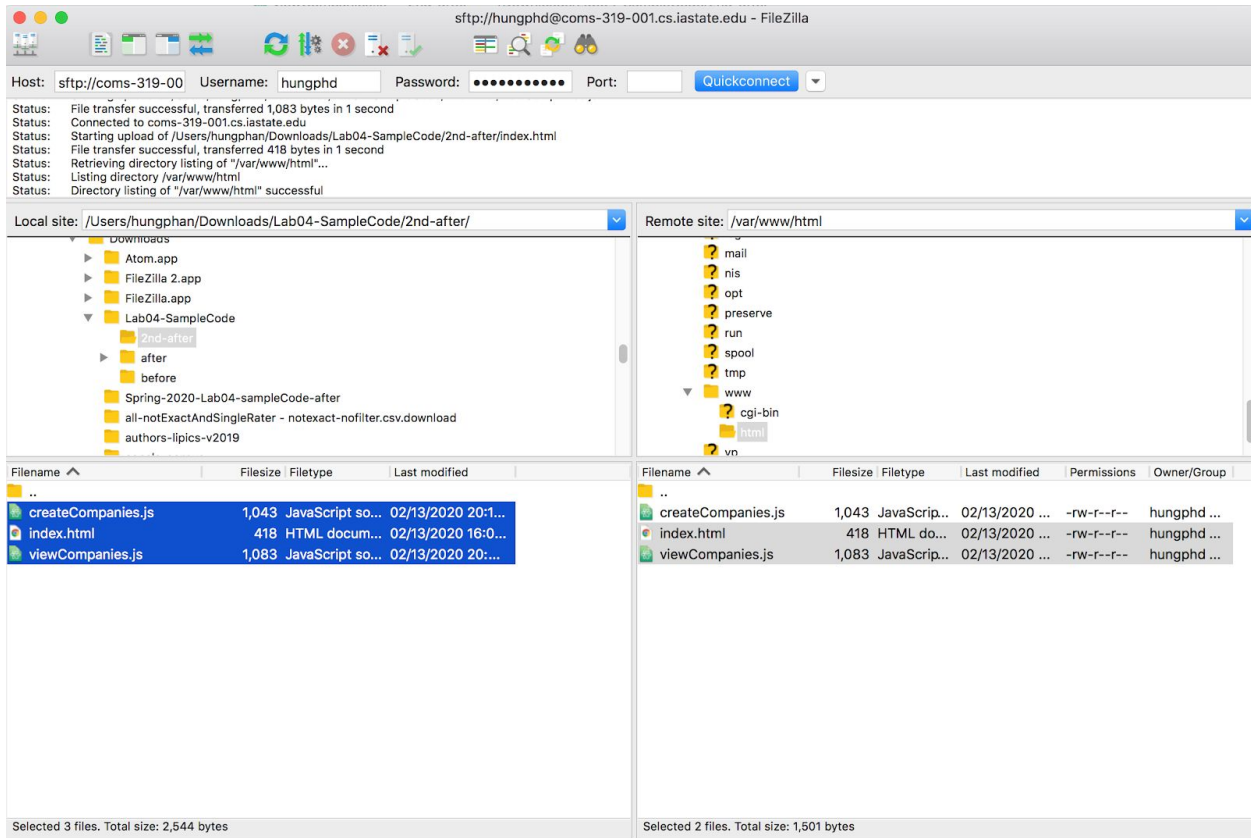 sftp://hungphd@coms-319-001.cs.iastate.edu - FileZilla
Host: sftp://coms-319-00 Username: hungphd Password: ●●●●●●●●●●● Port: Quickconnect
Status: File transfer successful, transferred 1,083 bytes in 1 second
Status: Connected to coms-319-001.cs.iastate.edu
Status: Starting upload of /Users/hungphan/Downloads/Lab04-SampleCode/2nd-after/index.html
Status: File transfer successful, transferred 418 bytes in 1 second
Status: Retrieving directory listing of "/var/www/html"...
Status: Listing directory /var/www/html
Status: Directory listing of "/var/www/html" successful
Local site: /Users/hungphan/Downloads/Lab04-SampleCode/2nd-after/
Downloads
Atom.app
FileZilla 2.app
FileZilla.app
Lab04-SampleCode
2nd-after
after
before
Spring-2020-Lab04-sampleCode-after
all-notExactAndSingleRater - notexact-nofilter.csv.download
authors-lipics-v2019
Remote site: /var/www/html
mail
nis
opt
preserve
run
spool
tmp
www
cgi-bin
html
yp
Filename Filesize Filetype Last modified
..
createCompanies.js 1,043 JavaScript so... 02/13/2020 20:1...
index.html 418 HTML docum... 02/13/2020 16:0...
viewCompanies.js 1,083 JavaScript so... 02/13/2020 20:...
Selected 3 files. Total size: 2,544 bytes
Filename Filesize Filetype Last modified Permissions Owner/Group
..
createCompanies.js 1,043 JavaScrip... 02/13/2020 ... -rw-r--r-- hungphd ...
index.html 418 HTML do... 02/13/2020 ... -rw-r--r-- hungphd ...
viewCompanies.js 1,083 JavaScrip... 02/13/2020 ... -rw-r--r-- hungphd ...
Selected 2 files. Total size: 1,501 bytes